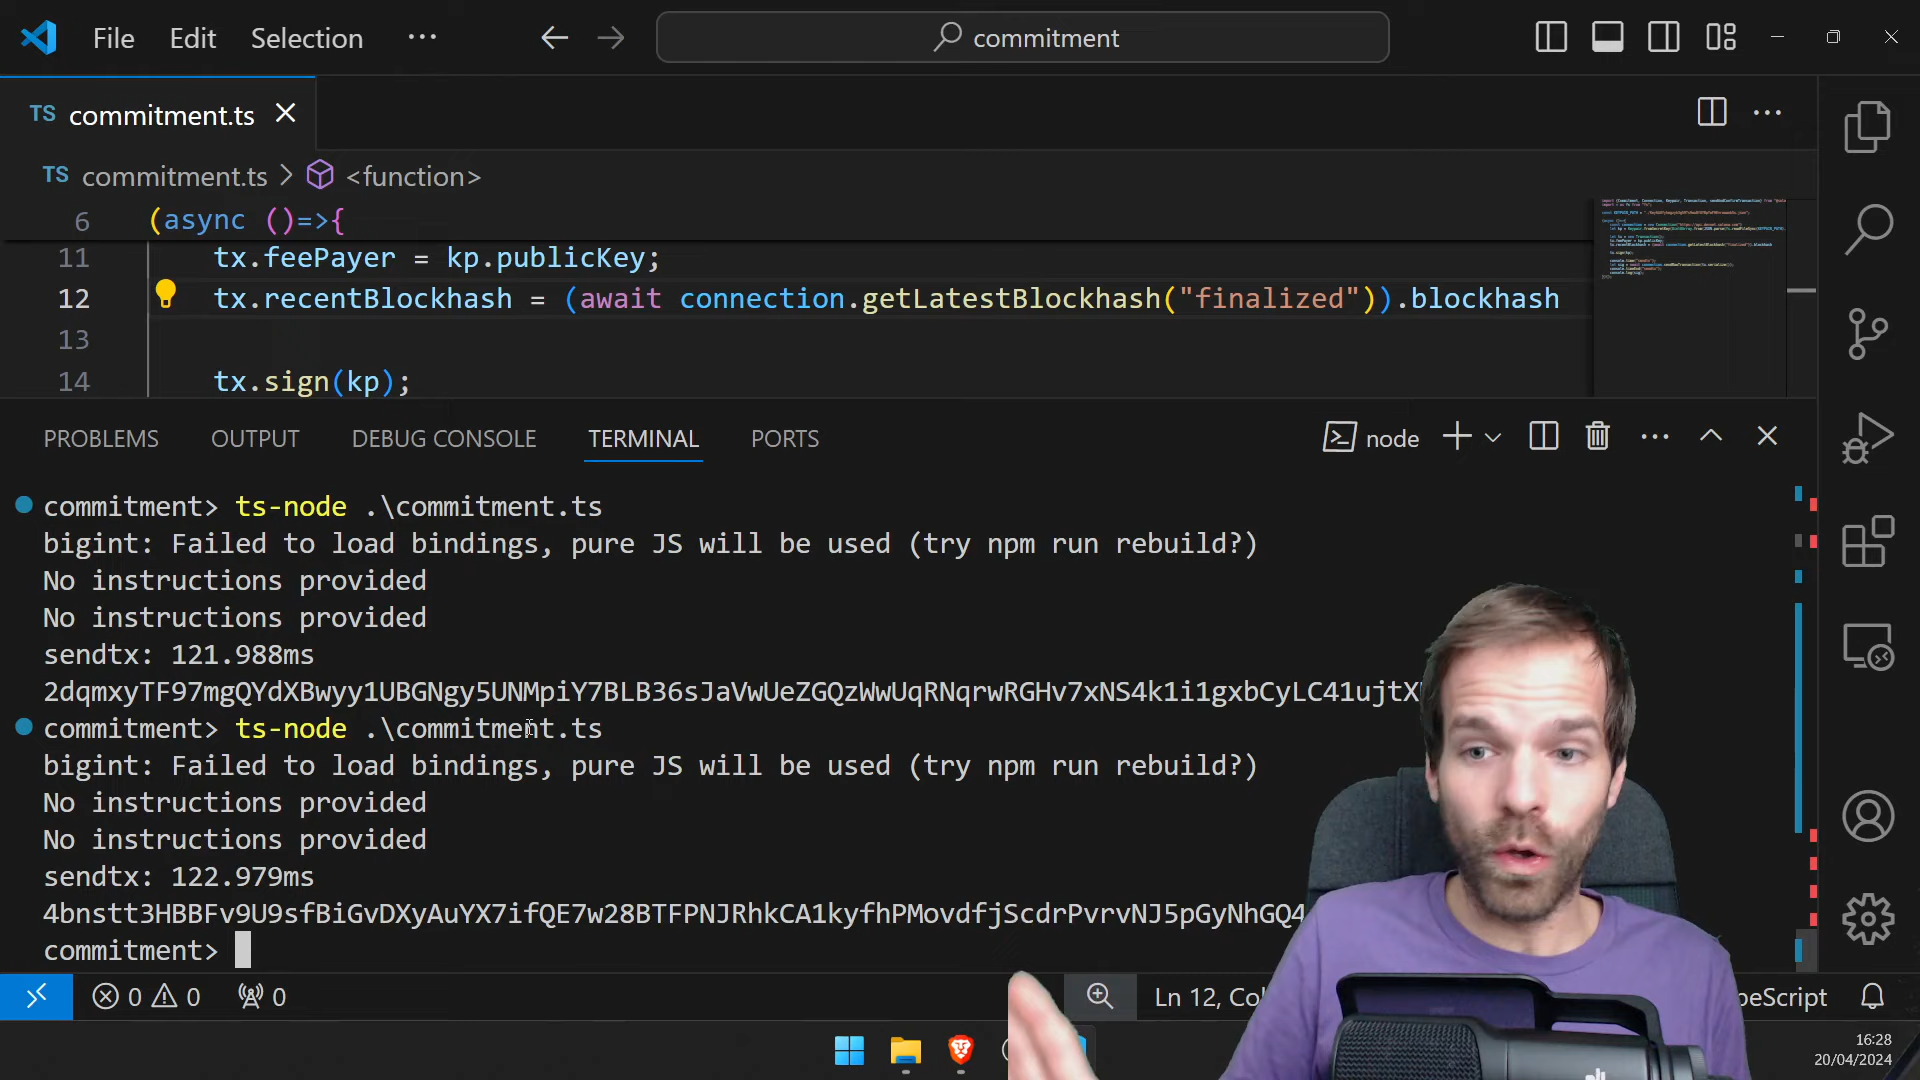 File Edit Selection ··· commitment
TS commitment.ts
TS commitment.ts > <function>
6 (async ()=>{
11 tx.feePayer = kp.publicKey;
12 tx.recentBlockhash = (await connection.getLatestBlockhash("finalized")).blockhash
13
14 tx.sign(kp);
PROBLEMS OUTPUT DEBUG CONSOLE TERMINAL PORTS node
commitment> ts-node .\commitment.ts
bigint: Failed to load bindings, pure JS will be used (try npm run rebuild?)
No instructions provided
No instructions provided
sendtx: 121.988ms
2dqmxyTF97mgQYdXBwyy1UBGNgy5UNMpiY7BLB36sJaVwUeZGQzWwUqRNqrwRGHv7xNS4k1i1gxbCyLC41ujtX
commitment> ts-node .\commitment.ts
bigint: Failed to load bindings, pure JS will be used (try npm run rebuild?)
No instructions provided
No instructions provided
sendtx: 122.979ms
4bnstt3HBBFv9U9sfBiGvDXyAuYX7ifQE7w28BTFPNJRhkCA1kyfhPMovdfjScdrPvrvNJ5pGyNhGQ4
commitment>
0 0 0 Ln 12, Co peScript
16:28
20/04/2024